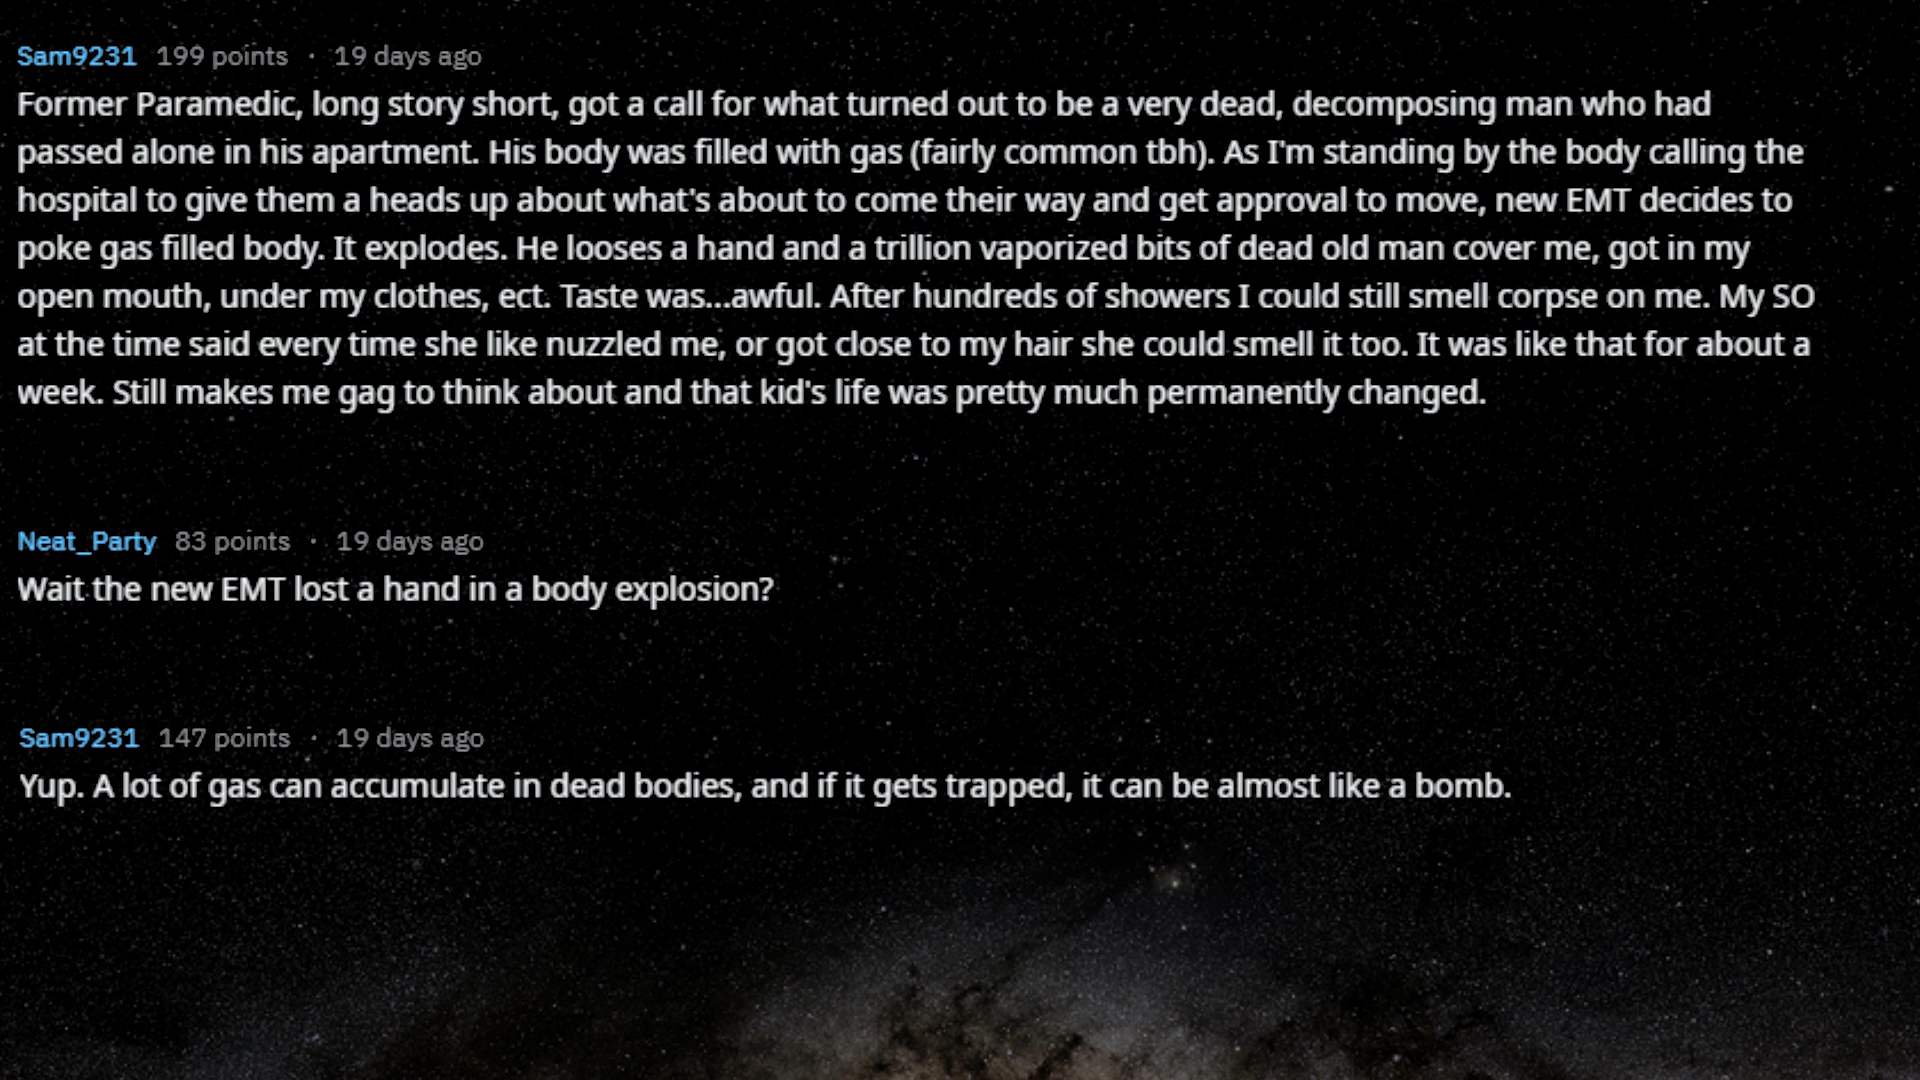 Sam9231 199 points · 19 days ago
Former Paramedic, long story short, got a call for what turned out to be a very dead, decomposing man who had
passed alone in his apartment. His body was filled with gas (fairly common tbh). As I'm standing by the body calling the
hospital to give them a heads up about what's about to come their way and get approval to move, new EMT decides to
poke gas filled body. It explodes. He looses a hand and a trillion vaporized bits of dead old man cover me, got in my
open mouth, under my clothes, ect. Taste was...awful. After hundreds of showers I could still smell corpse on me. My SO
at the time said every time she like nuzzled me, or got close to my hair she could smell it too. It was like that for about a
week. Still makes me gag to think about and that kid's life was pretty much permanently changed.
Neat_Party 83 points · 19 days ago
Wait the new EMT lost a hand in a body explosion?
Sam9231 147 points · 19 days ago
Yup. A lot of gas can accumulate in dead bodies, and if it gets trapped, it can be almost like a bomb.